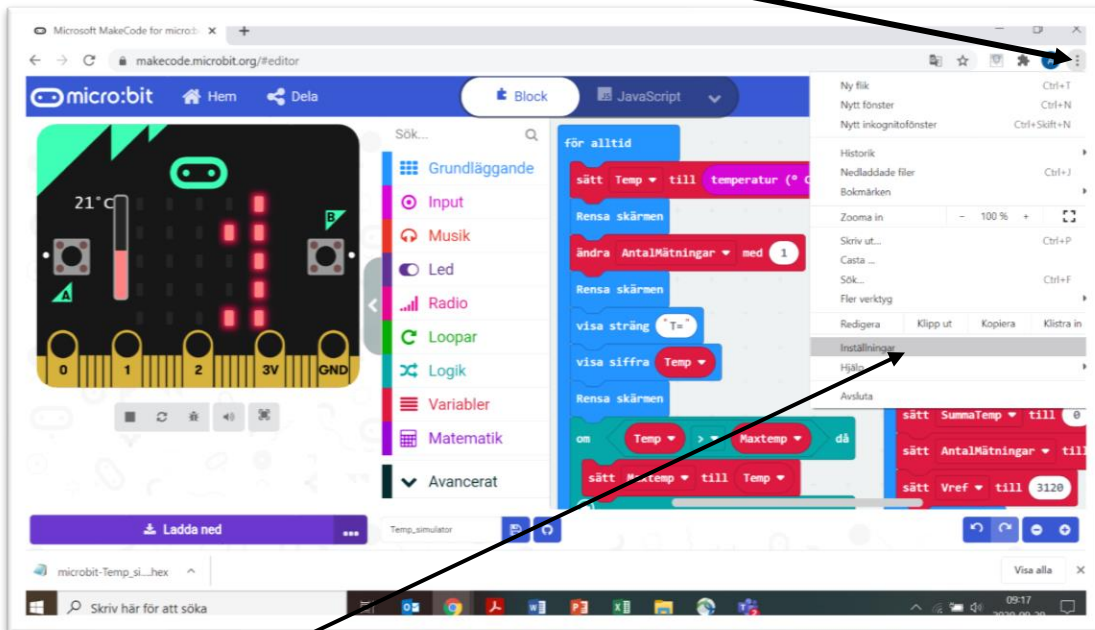 Microsoft MakeCode for micro:b
makecode.microbit.org/#editor
micro:bit Hem Dela Block JavaScript
Ny flik Ctrl+T
Nytt fönster Ctrl+N
Nytt inkognitofönster Ctrl+Skift+N
Historik
Nedladdade filer Ctrl+J
Bokmärken
Zooma in - 100 % +
Skriv ut... Ctrl+P
Casta ...
Sök... Ctrl+F
Fler verktyg
Redigera Klipp ut Kopiera Klistra in
Inställningar
Hjälp
Avsluta
21°C
A
B
0 1 2 3V GND
Sök...
Grundläggande
Input
Musik
Led
Radio
Loopar
Logik
Variabler
Matematik
Avancerat
för alltid
sätt Temp till temperatur (° C
Rensa skärmen
ändra AntalMätningar med 1
Rensa skärmen
visa sträng "T="
visa siffra Temp
Rensa skärmen
om Temp > Maxtemp då
sätt Maxtemp till Temp
sätt SummaTemp till 0
sätt AntalMätningar till
sätt Vref till 3120
Ladda ned ... Temp_simulator
microbit-Temp_si....hex Visa alla
Skriv här för att söka 09:17